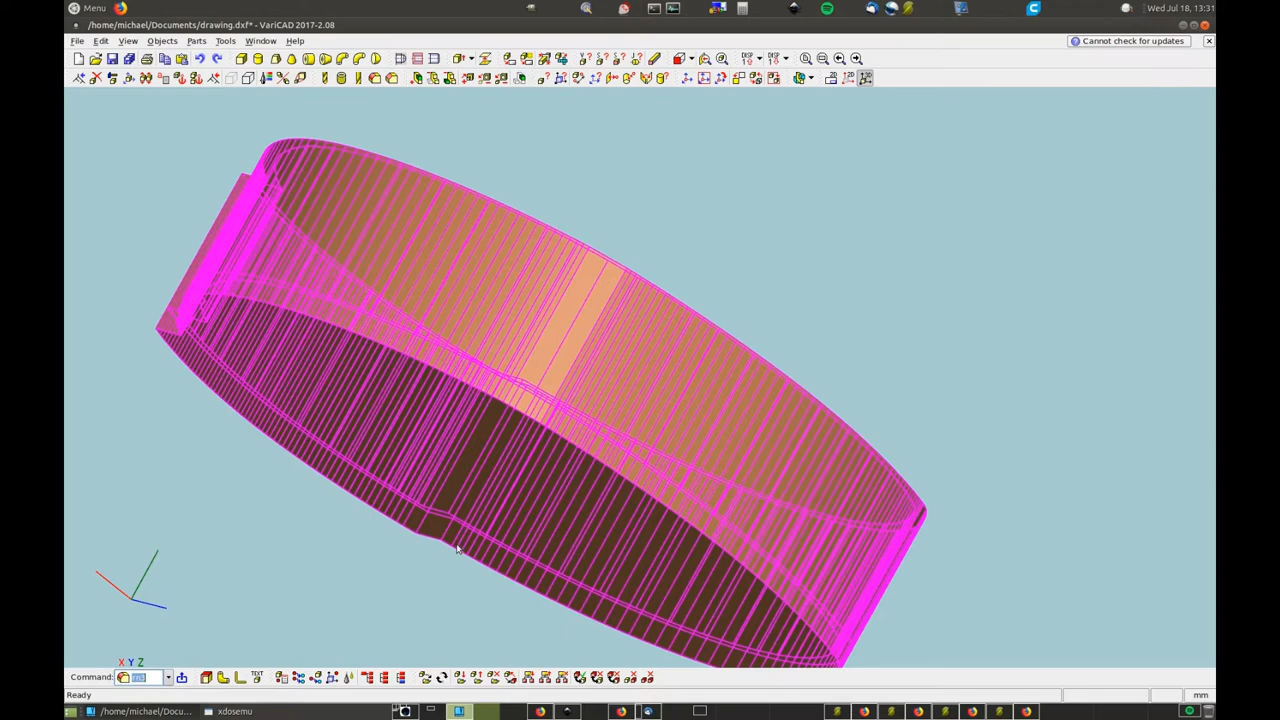 Menu
Wed Jul 18, 13:31
/home/michael/Documents/drawing.dxf* - VariCAD 2017-2.08
File Edit View Objects Parts Tools Window Help
Cannot check for updates
X Y Z
Command:
TEXT
Ready
mm
/home/michael/Docu...
xdosemu